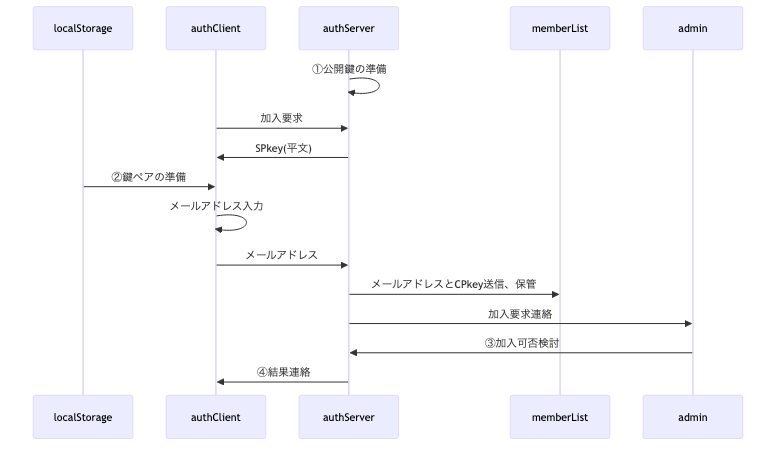 localStorage
authClient
authServer
memberList
admin
①公開鍵の準備
加入要求
SPkey(平文)
②鍵ペアの準備
メールアドレス入力
メールアドレス
メールアドレスとCPkey送信、保管
加入要求連絡
③加入可否検討
④結果連絡
localStorage
authClient
authServer
memberList
admin